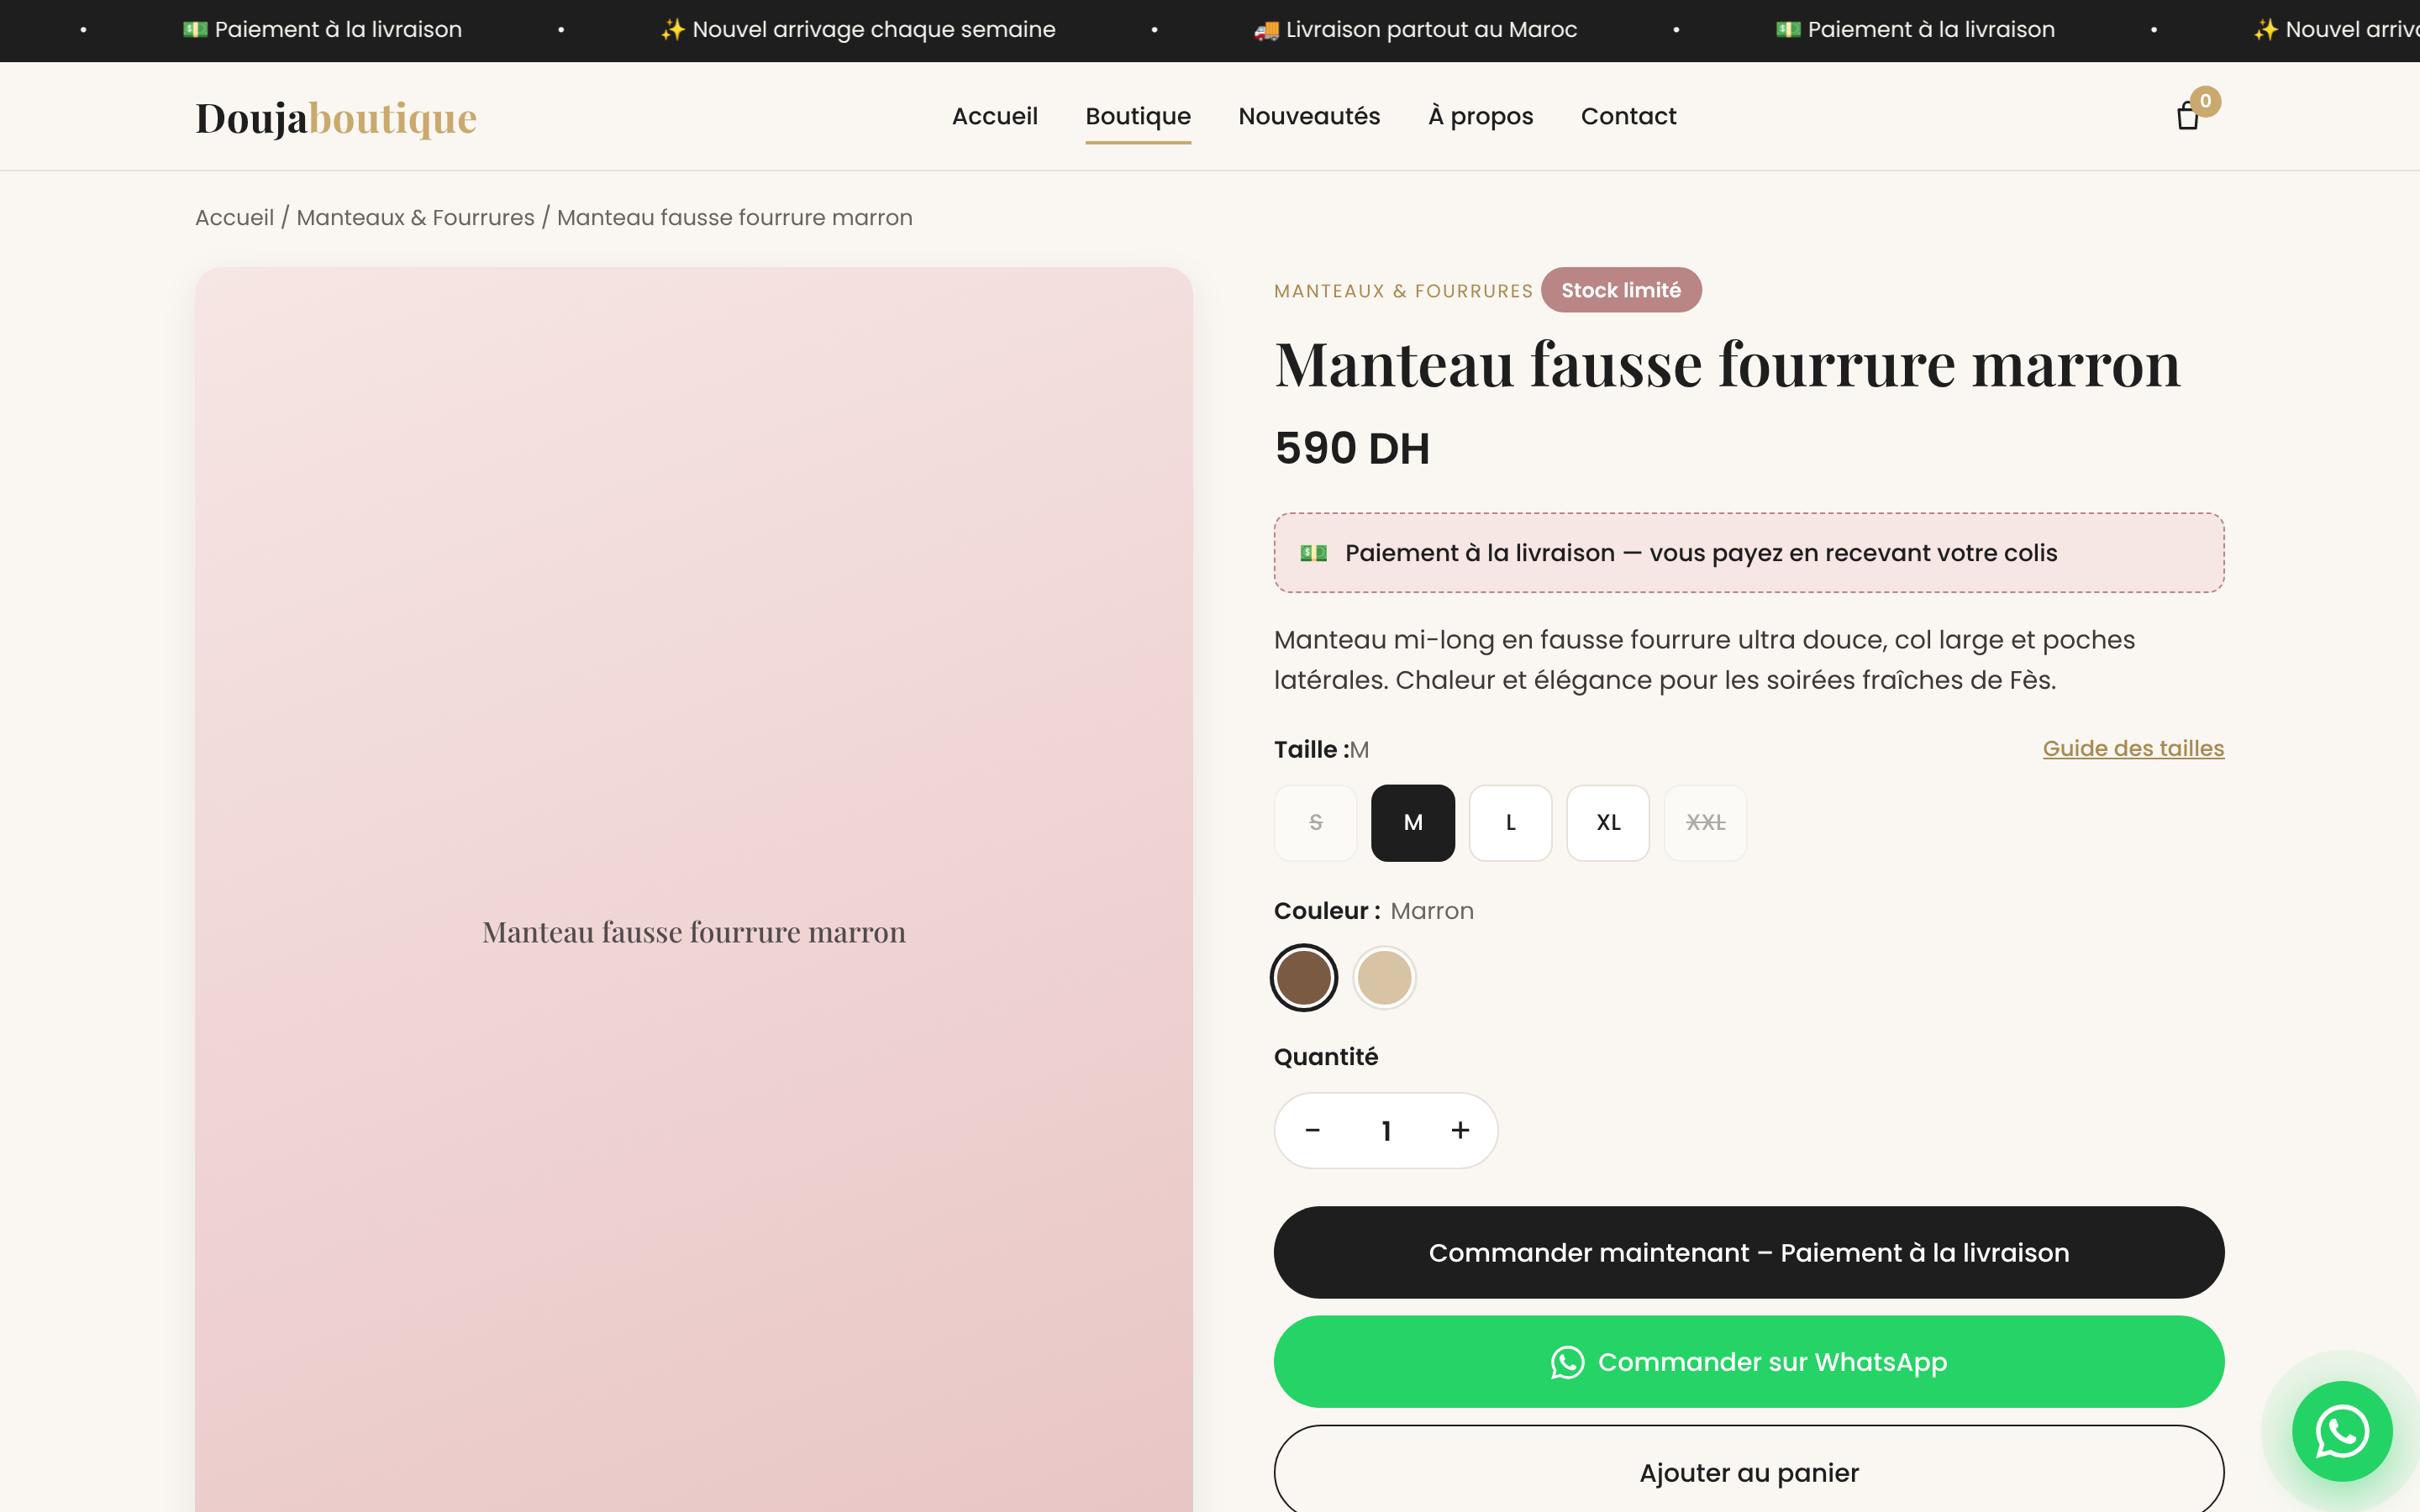 • 💵 Paiement à la livraison • ✨ Nouvel arrivage chaque semaine • 🚚 Livraison partout au Maroc • 💵 Paiement à la livraison • ✨ Nouvel
Doujaboutique
Accueil Boutique Nouveautés À propos Contact
0
Accueil / Manteaux & Fourrures / Manteau fausse fourrure marron
Manteau fausse fourrure marron
MANTEAUX & FOURRURES Stock limité
Manteau fausse fourrure marron
590 DH
💵 Paiement à la livraison — vous payez en recevant votre colis
Manteau mi-long en fausse fourrure ultra douce, col large et poches
latérales. Chaleur et élégance pour les soirées fraîches de Fès.
Taille :M Guide des tailles
S M L XL XXL
Couleur : Marron
Quantité
− 1 +
Commander maintenant – Paiement à la livraison
Commander sur WhatsApp
Ajouter au panier